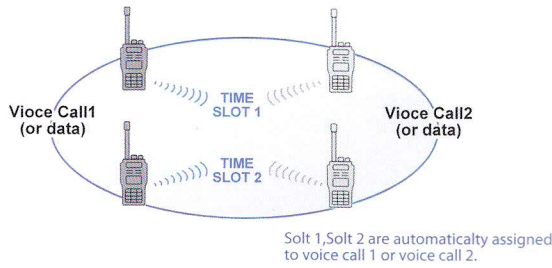 TIME
SLOT 1
Vioce Call1
(or data)
Vioce Call2
(or data)
TIME
SLOT 2
Solt 1,Solt 2 are automaticalty assigned
to voice call 1 or voice call 2.